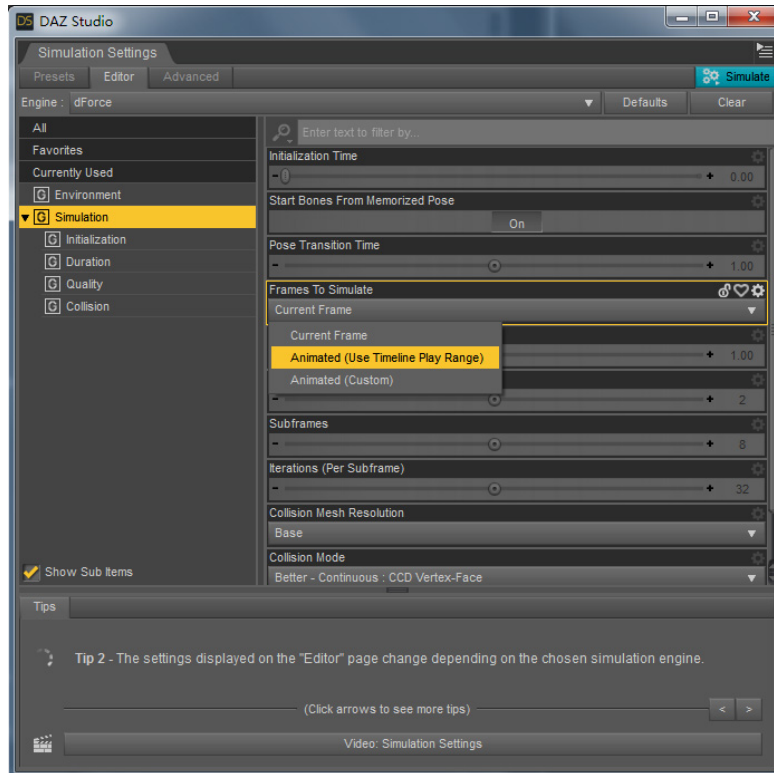 DS DAZ Studio
Simulation Settings
Presets Editor Advanced Simulate
Engine : dForce Defaults Clear
All
Favorites
Currently Used
G Environment
G Simulation
G Initialization
G Duration
G Quality
G Collision
Show Sub Items
Enter text to filter by...
Initialization Time
- + 0.00
Start Bones From Memorized Pose
On
Pose Transition Time
- + 1.00
Frames To Simulate
Current Frame
Current Frame
Animated (Use Timeline Play Range)
Animated (Custom)
+ 1.00
- + 2
Subframes
- + 8
Iterations (Per Subframe)
- + 32
Collision Mesh Resolution
Base
Collision Mode
Better - Continuous : CCD Vertex-Face
Tips
Tip 2 - The settings displayed on the "Editor" page change depending on the chosen simulation engine.
(Click arrows to see more tips) < >
Video: Simulation Settings